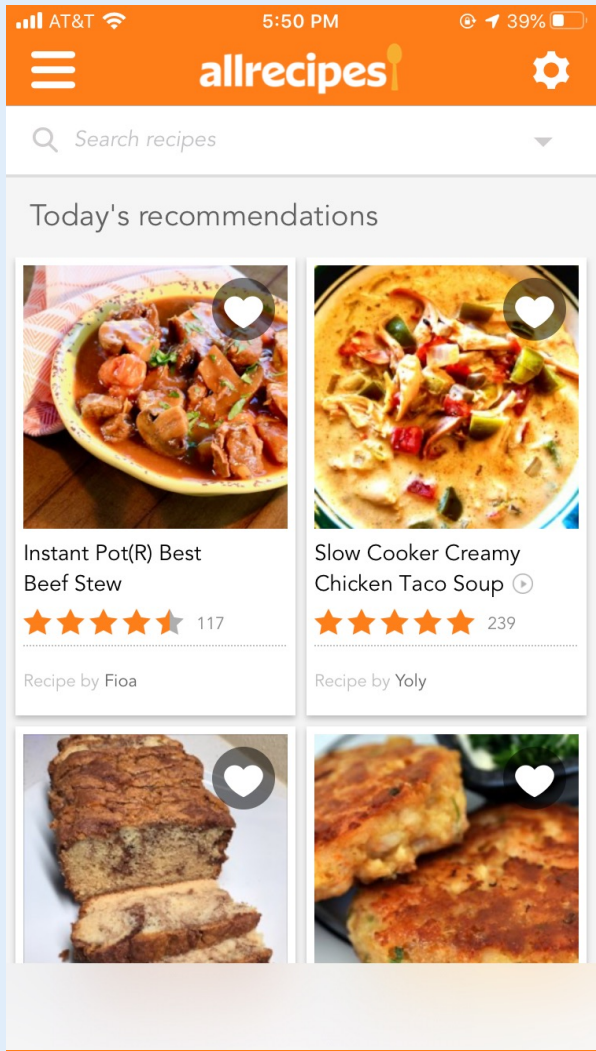 AT&T 5:50 PM 39%
allrecipes
Search recipes
Today's recommendations
Instant Pot(R) Best
Beef Stew
117
Recipe by Fioa
Slow Cooker Creamy
Chicken Taco Soup
239
Recipe by Yoly